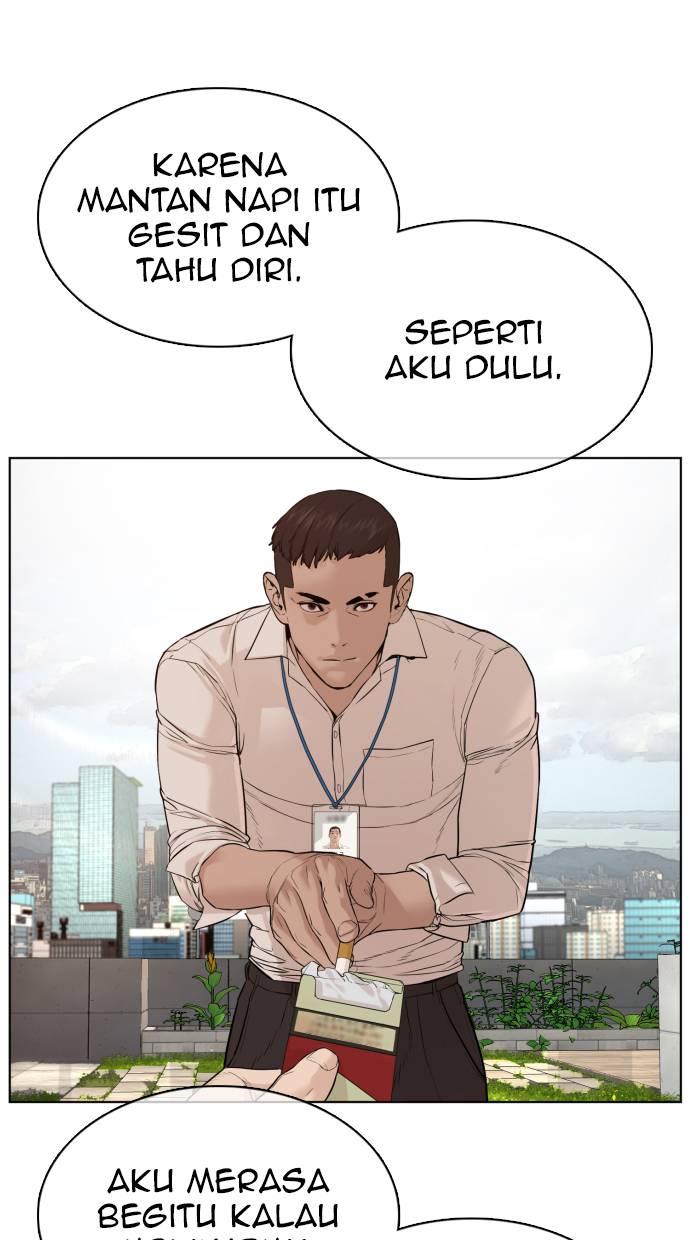 KARENA
MANTAN NAPI ITU
GESIT DAN
TAHU DIRI.
SEPERTI
AKU DULU.
AKU MERASA
BEGITU KALAU